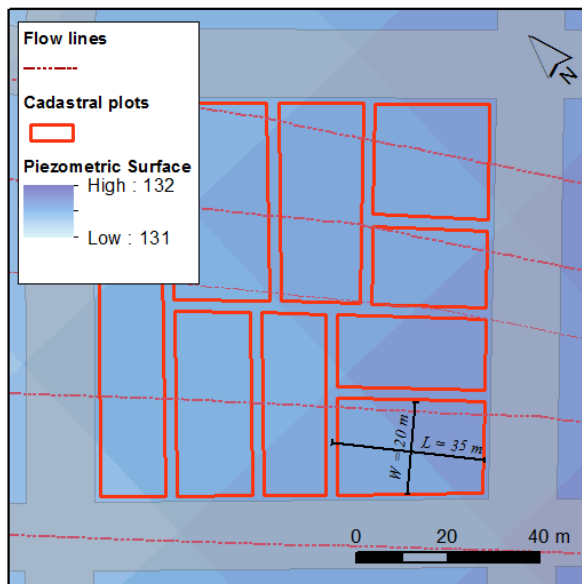 Flow lines
Cadastral plots
Piezometric Surface
High : 132
Low : 131
N
W = 20 m
L = 35 m
0 20 40 m